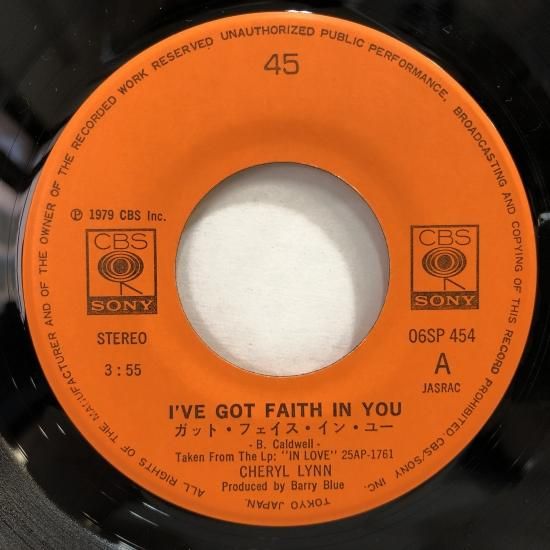 ALL RIGHTS OF THE MANUFACTURER AND OF THE OWNER OF THE RECORDED WORK RESERVED UNAUTHORIZED PUBLIC PERFORMANCE, BROADCASTING AND COPYING OF THIS RECORD PROHIBITED CBS/SONY INC. TOKYO JAPAN.
45
℗ 1979 CBS Inc.
CBS
SONY
CBS
SONY
STEREO
06SP 454
3:55
A
JASRAC
I'VE GOT FAITH IN YOU
ガット・フェイス・イン・ユー
- B. Caldwell -
Taken From The Lp: "IN LOVE" 25AP-1761
CHERYL LYNN
Produced by Barry Blue